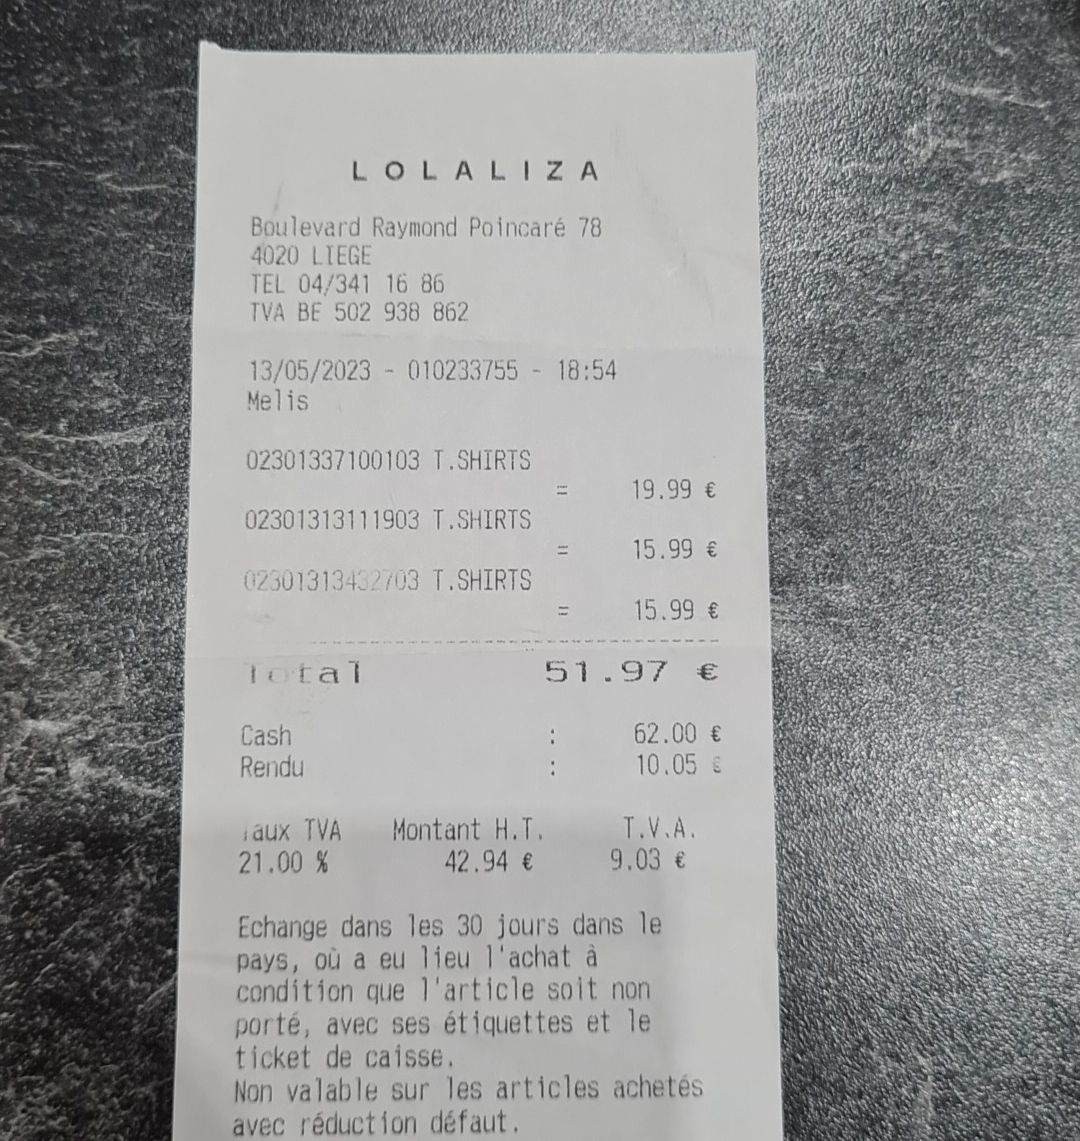 LOLALIZA
Boulevard Raymond Poincaré 78
4020 LIEGE
TEL 04/341 16 86
TVA BE 502 938 862
13/05/2023 - 010233755 - 18:54
Melis
02301337100103 T.SHIRTS
= 19.99 €
02301313111903 T.SHIRTS
= 15.99 €
02301313432703 T.SHIRTS
= 15.99 €
Total 51.97 €
Cash : 62.00 €
Rendu : 10.05 €
Taux TVA Montant H.T. T.V.A.
21.00 % 42.94 € 9.03 €
Echange dans les 30 jours dans le
pays, où a eu lieu l'achat à
condition que l'article soit non
porté, avec ses étiquettes et le
ticket de caisse.
Non valable sur les articles achetés
avec réduction défaut.